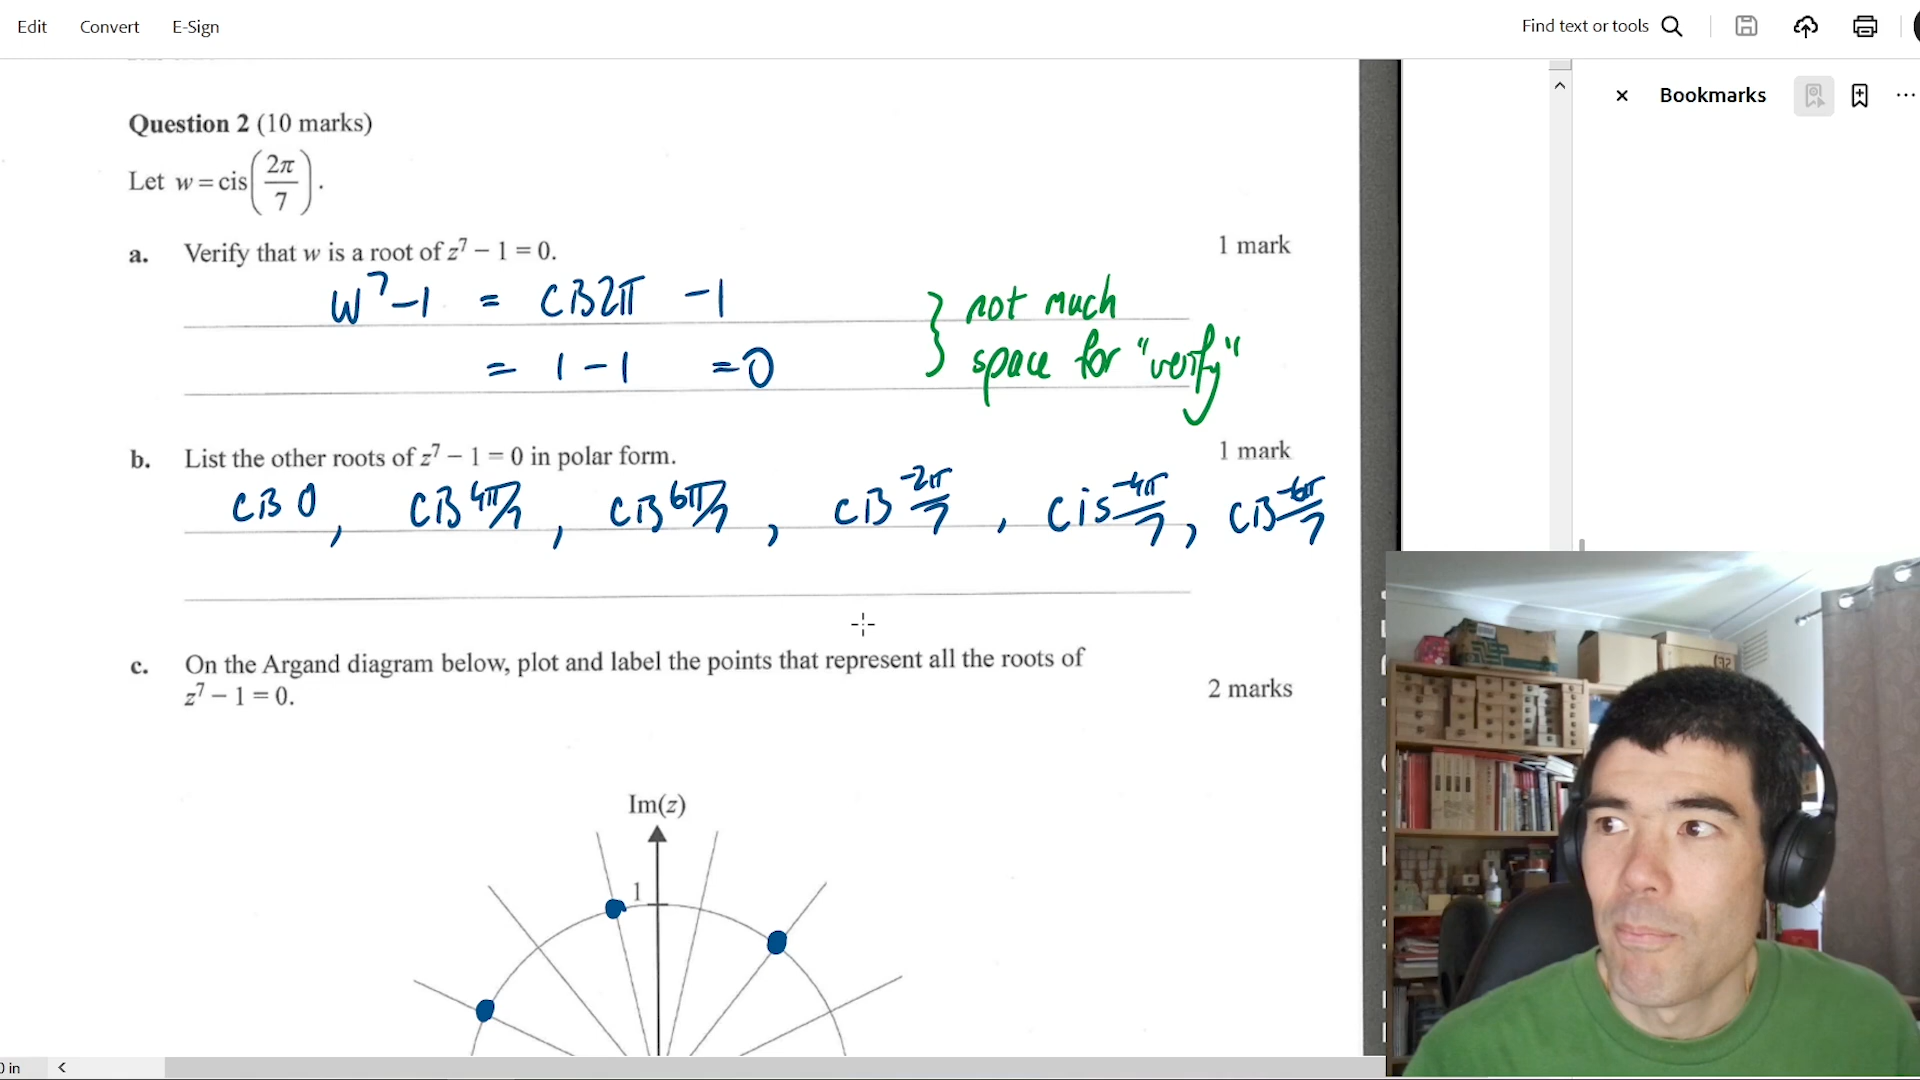 Edit Convert E-Sign Find text or tools
Bookmarks
Question 2 (10 marks)
Let w = cis(2π/7).
a. Verify that w is a root of z⁷ − 1 = 0. 1 mark
w⁷ − 1 = cis 2π − 1
= 1 − 1 = 0
} not much
space for "verify"
b. List the other roots of z⁷ − 1 = 0 in polar form. 1 mark
cis 0, cis 4π/7, cis 6π/7, cis −2π/7, cis −4π/7, cis −6π/7
c. On the Argand diagram below, plot and label the points that represent all the roots of
z⁷ − 1 = 0. 2 marks
Im(z)
1